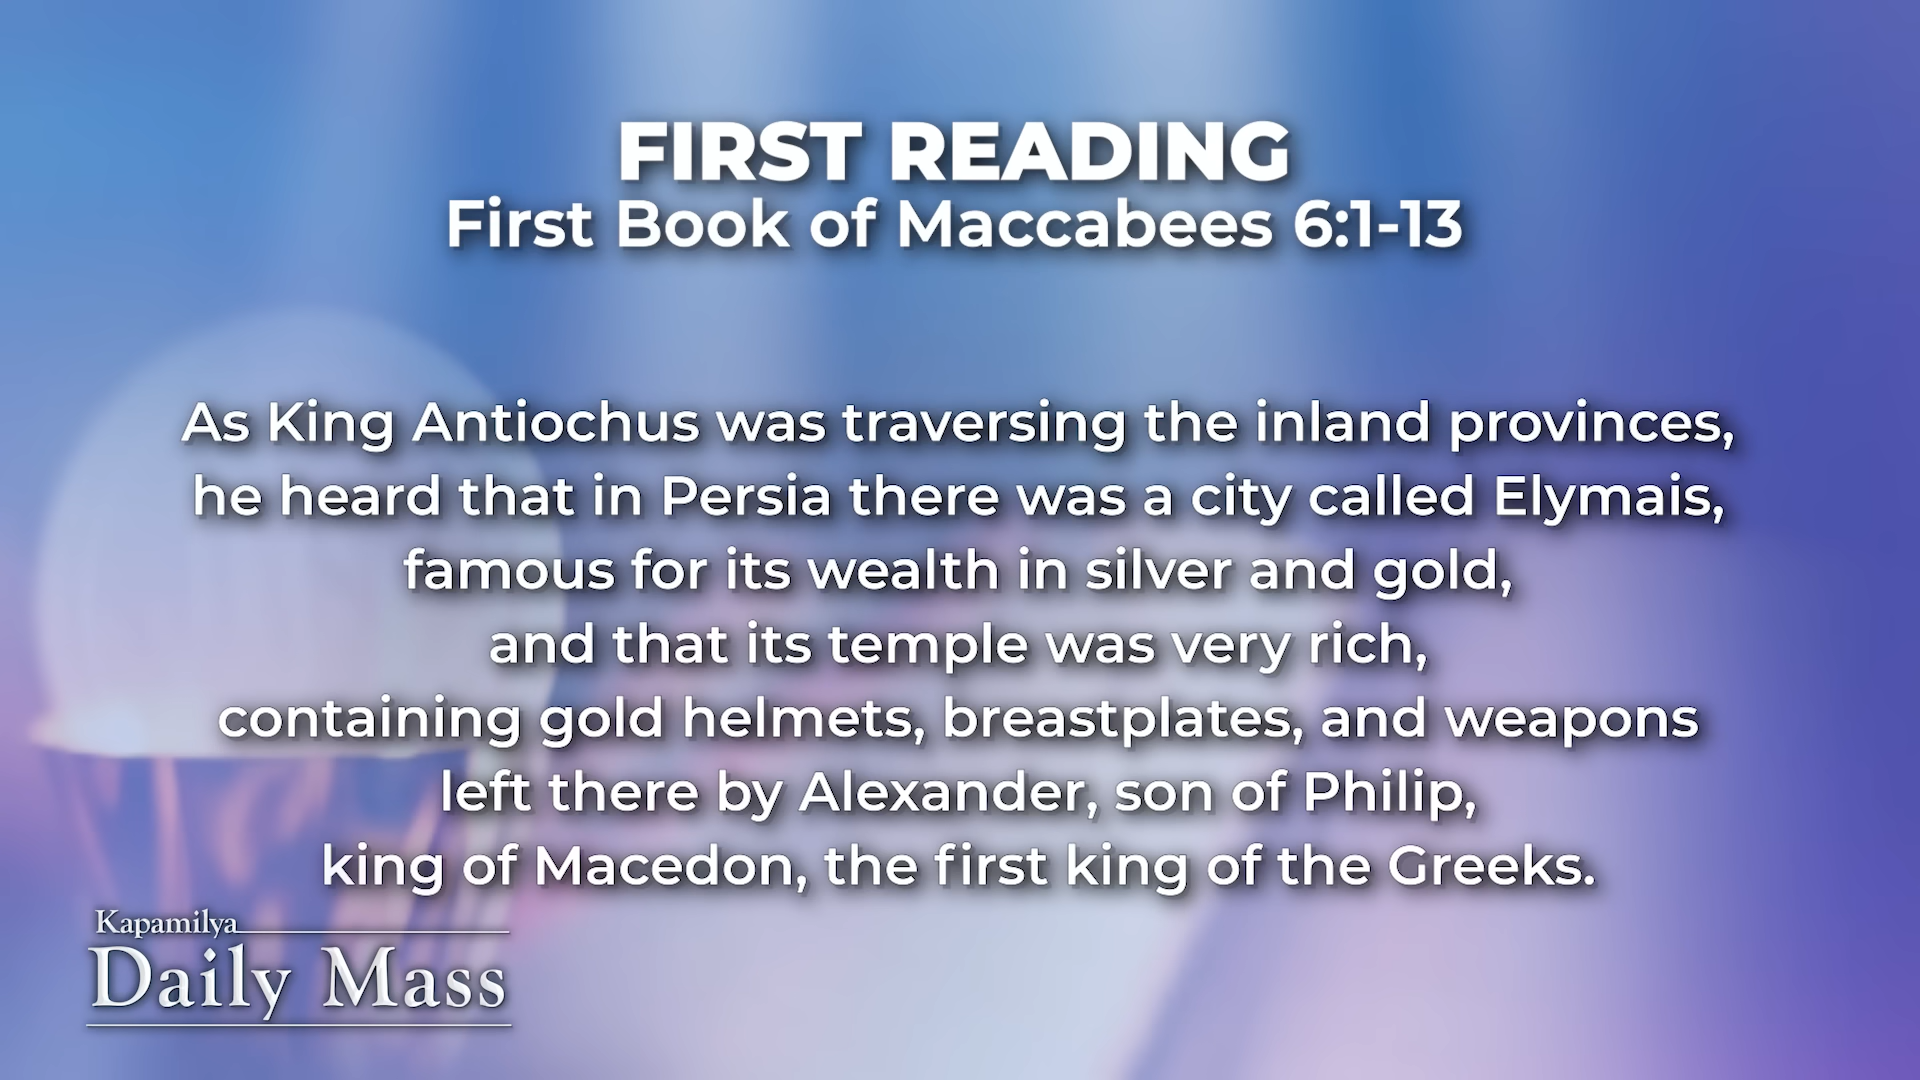 FIRST READING
First Book of Maccabees 6:1-13
As King Antiochus was traversing the inland provinces,
he heard that in Persia there was a city called Elymais,
famous for its wealth in silver and gold,
and that its temple was very rich,
containing gold helmets, breastplates, and weapons
left there by Alexander, son of Philip,
king of Macedon, the first king of the Greeks.
Kapamilya
Daily Mass